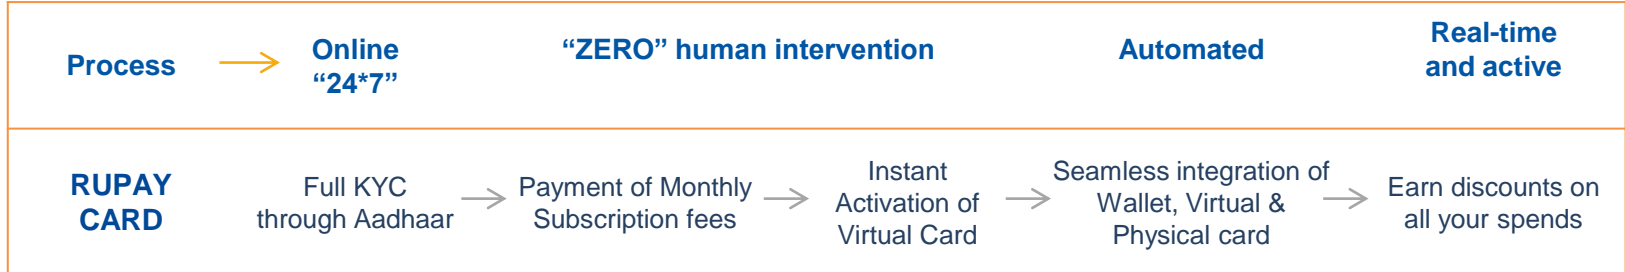 Process
Online
“24*7”
“ZERO” human intervention
Automated
Real-time
and active
RUPAY
CARD
Full KYC
through Aadhaar
Payment of Monthly
Subscription fees
Instant
Activation of
Virtual Card
Seamless integration of
Wallet, Virtual &
Physical card
Earn discounts on
all your spends